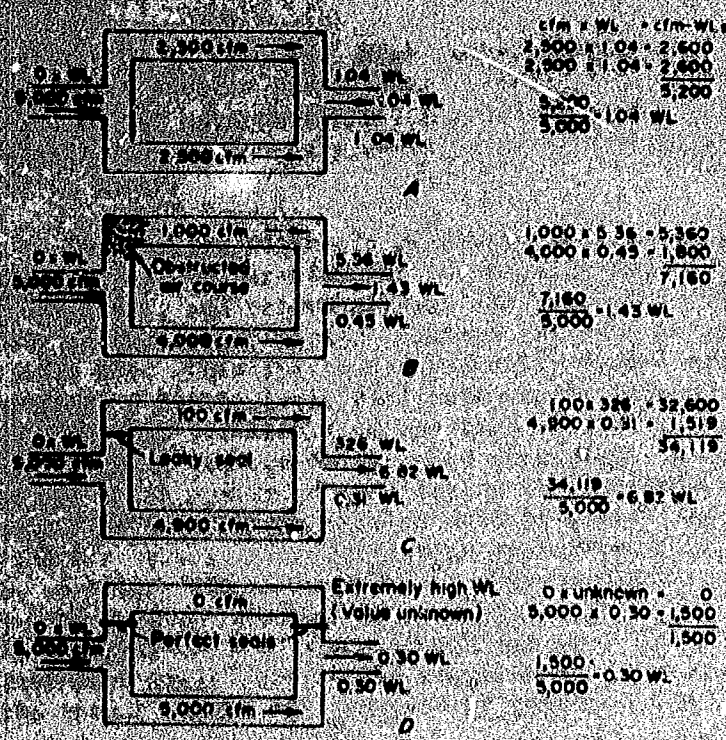 2,500 cfm
0 x WL
5,000 cfm
1.04 WL
1.04 WL
1.04 WL
2,500 cfm
A
cfm x WL = cfm-WL
2,500 x 1.04 = 2,600
2,500 x 1.04 = 2,600
5,200
5,200
5,000 = 1.04 WL
1,000 cfm
0 x WL
5,000 cfm
Obstructed
air course
5.36 WL
1.43 WL
0.45 WL
4,000 cfm
B
1,000 x 5.36 = 5,360
4,000 x 0.45 = 1,800
7,160
7,160
5,000 = 1.43 WL
100 cfm
0 x WL
5,000 cfm
Leaky seal
326 WL
6.82 WL
0.31 WL
4,900 cfm
C
100 x 326 = 32,600
4,900 x 0.31 = 1,519
34,119
34,119
5,000 = 6.82 WL
0 cfm
0 x WL
5,000 cfm
Perfect seals
Extremely high WL
(Value unknown)
0.30 WL
0.30 WL
5,000 cfm
D
0 x unknown = 0
5,000 x 0.30 = 1,500
1,500
1,500
5,000 = 0.30 WL